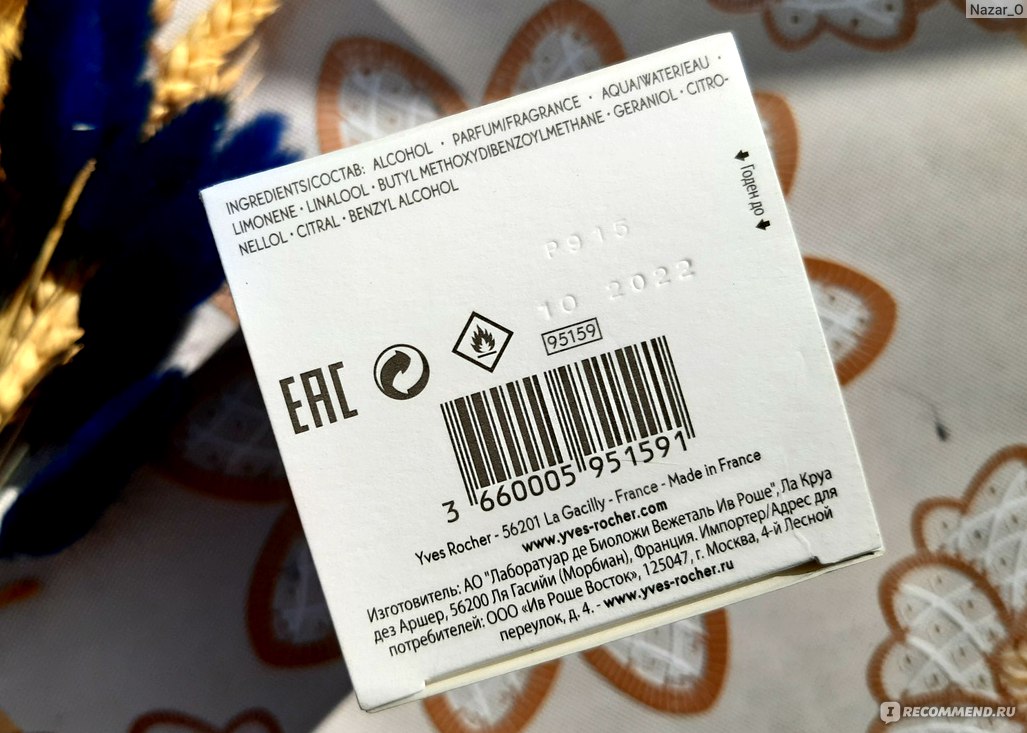 Nazar_O
INGREDIENTS/СОСТАВ: ALCOHOL · PARFUM/FRAGRANCE · AQUA/WATER/EAU ·
LIMONENE · LINALOOL · BUTYL METHOXYDIBENZOYLMETHANE · GERANIOL · CITRO-
NELLOL · CITRAL · BENZYL ALCOHOL
Годен до
P915
10 2022
95159
EAC
3 660005 951591
Yves Rocher - 56201 La Gacilly - France - Made in France
www.yves-rocher.com
Изготовитель: АО "Лаборатуар де Биоложи Вежеталь Ив Роше", Ла Круа
дез Аршер, 56200 Ля Гасийи (Морбиан), Франция. Импортер/Адрес для
потребителей: ООО «Ив Роше Восток», 125047, г. Москва, 4-й Лесной
переулок, д. 4. - www.yves-rocher.ru
IRECOMMEND.RU